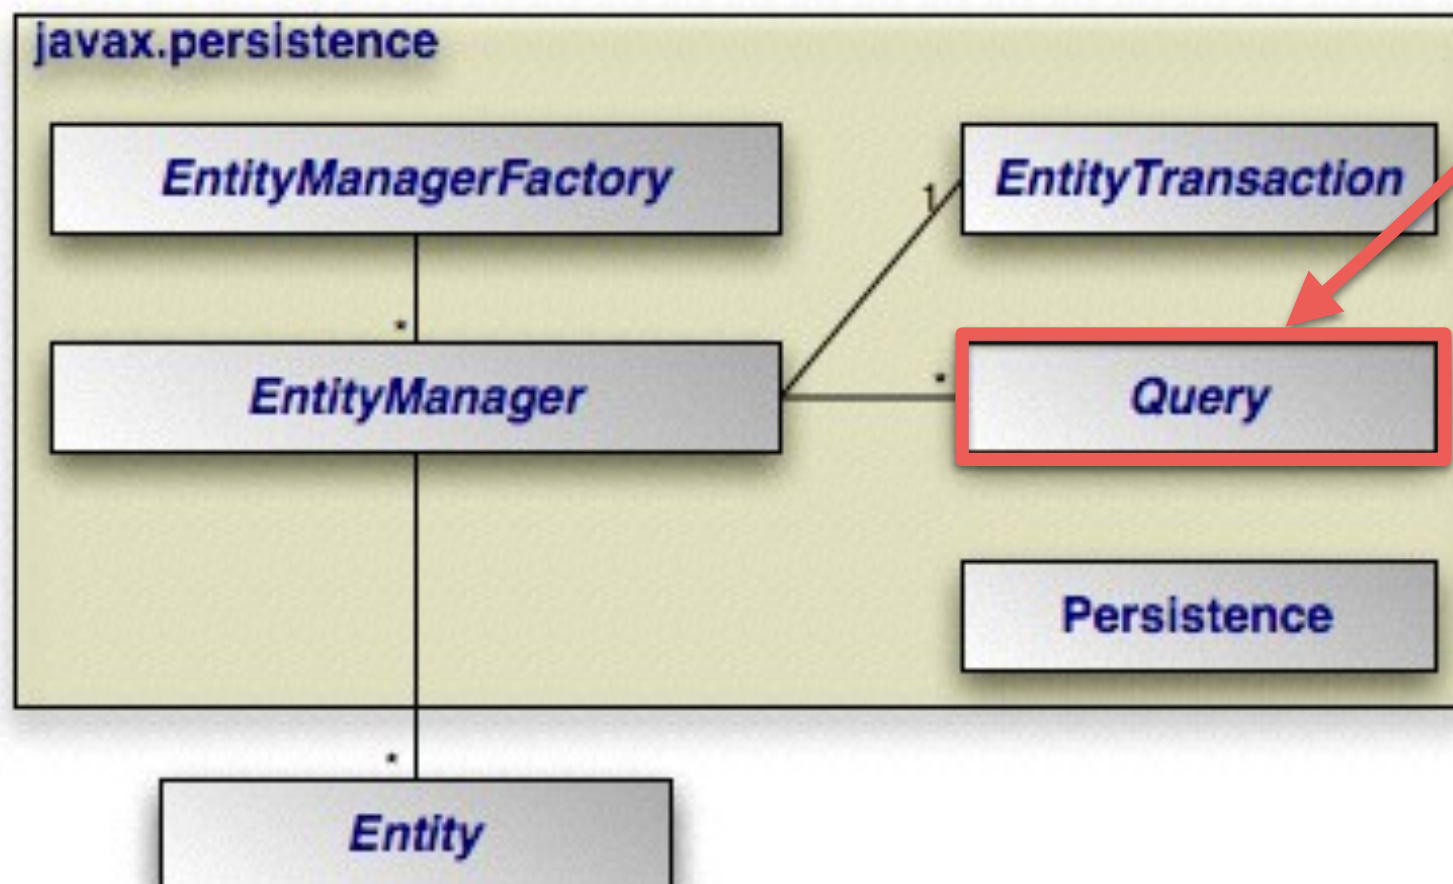 javax.persistence
EntityManagerFactory
EntityTransaction
1
*
EntityManager
*
Query
Persistence
*
Entity